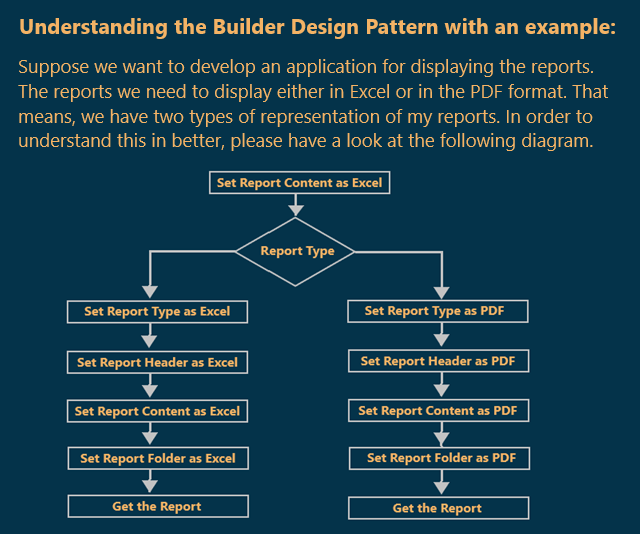 Understanding the Builder Design Pattern with an example:
Suppose we want to develop an application for displaying the reports.
The reports we need to display either in Excel or in the PDF format. That
means, we have two types of representation of my reports. In order to
understand this in better, please have a look at the following diagram.
Set Report Content as Excel
Report Type
Set Report Type as Excel
Set Report Header as Excel
Set Report Content as Excel
Set Report Folder as Excel
Get the Report
Set Report Type as PDF
Set Report Header as PDF
Set Report Content as PDF
Set Report Folder as PDF
Get the Report